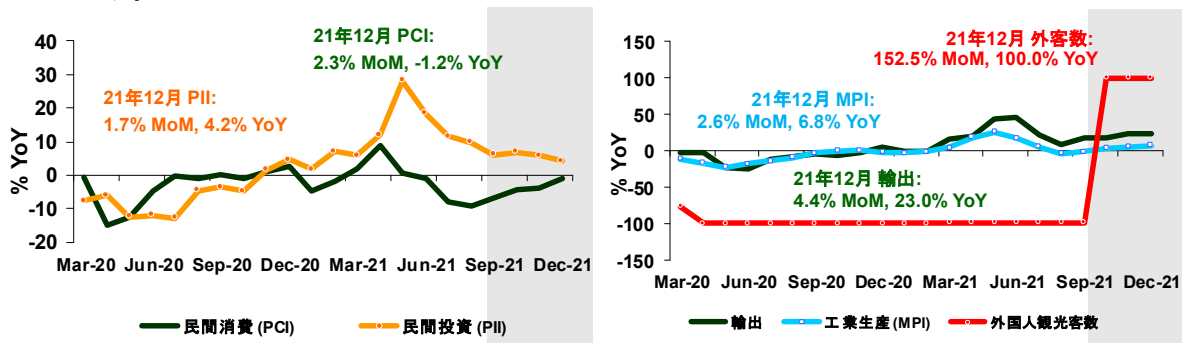 21年12月 PCI:
2.3% MoM, -1.2% YoY
21年12月 PII:
1.7% MoM, 4.2% YoY
% YoY
40
30
20
10
0
-10
-20
Mar-20 Jun-20 Sep-20 Dec-20 Mar-21 Jun-21 Sep-21 Dec-21
民間消費 (PCI) 民間投資 (PII)
21年12月 外客数:
152.5% MoM, 100.0% YoY
21年12月 MPI:
2.6% MoM, 6.8% YoY
21年12月 輸出:
4.4% MoM, 23.0% YoY
% YoY
150
100
50
0
-50
-100
-150
Mar-20 Jun-20 Sep-20 Dec-20 Mar-21 Jun-21 Sep-21 Dec-21
輸出 工業生産 (MPI) 外国人観光客数